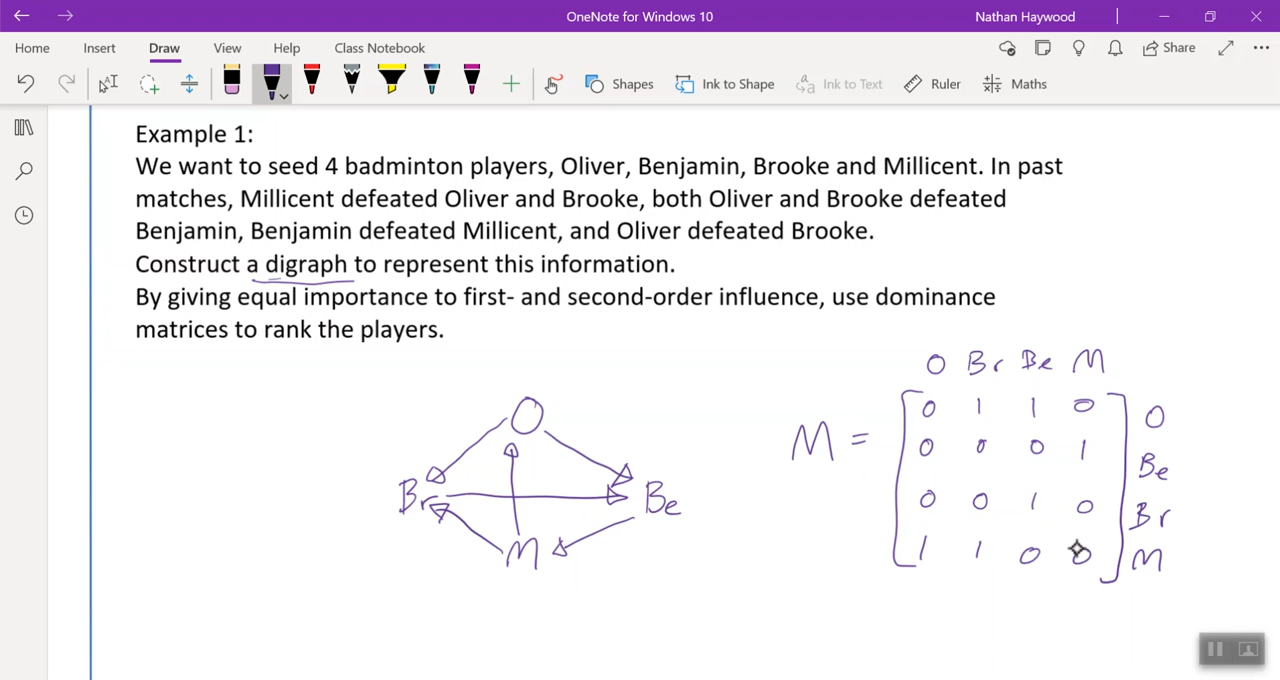 OneNote for Windows 10
Nathan Haywood
Home Insert Draw View Help Class Notebook
Share
Shapes Ink to Shape Ink to Text Ruler Maths
Example 1:
We want to seed 4 badminton players, Oliver, Benjamin, Brooke and Millicent. In past
matches, Millicent defeated Oliver and Brooke, both Oliver and Brooke defeated
Benjamin, Benjamin defeated Millicent, and Oliver defeated Brooke.
Construct a digraph to represent this information.
By giving equal importance to first- and second-order influence, use dominance
matrices to rank the players.
O
Br Be
M
O Br Be M
0 1 1 0 O
M =
0 0 0 1 Be
0 0 1 0 Br
1 1 0 0 M